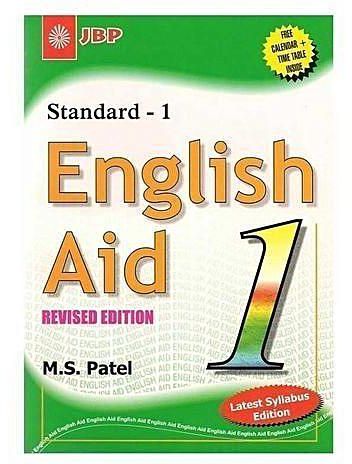 JBP
FREE
CALENDAR +
TIME TABLE
INSIDE
Standard - 1
English
Aid
1
REVISED EDITION
M.S. Patel
Latest Syllabus
Edition